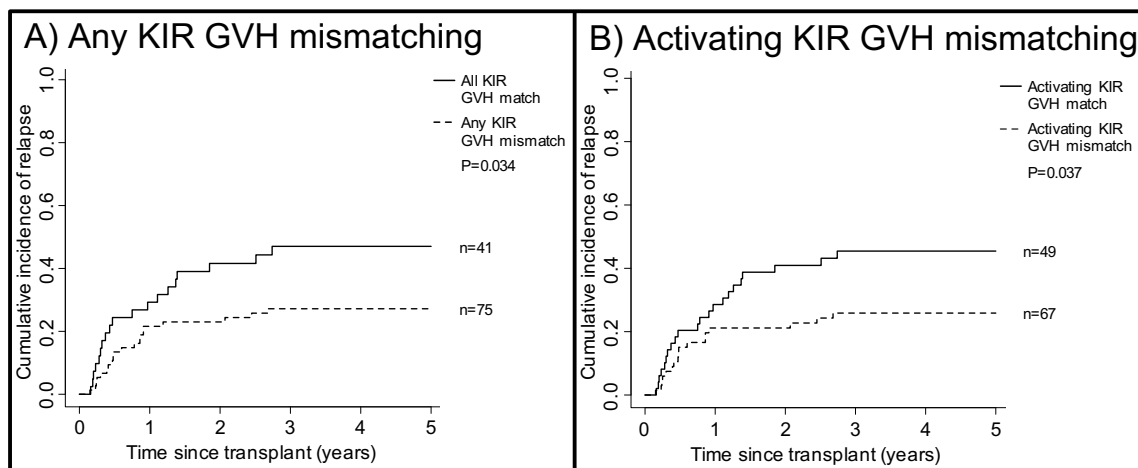 A) Any KIR GVH mismatching
Cumulative incidence of relapse
1.0
0.8
0.6
0.4
0.2
0.0
All KIR
GVH match
Any KIR
GVH mismatch
P=0.034
n=41
n=75
0 1 2 3 4 5
Time since transplant (years)
B) Activating KIR GVH mismatching
Cumulative incidence of relapse
1.0
0.8
0.6
0.4
0.2
0.0
Activating KIR
GVH match
Activating KIR
GVH mismatch
P=0.037
n=49
n=67
0 1 2 3 4 5
Time since transplant (years)